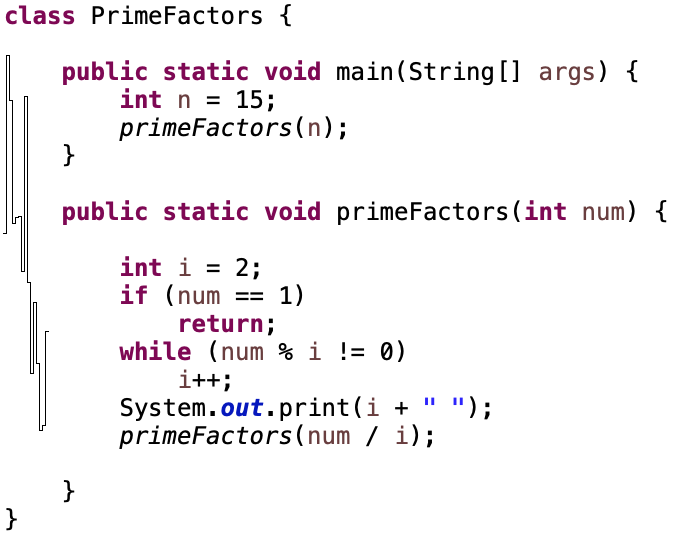 class PrimeFactors {
public static void main(String[] args) {
int n = 15;
primeFactors(n);
}
public static void primeFactors(int num) {
int i = 2;
if (num == 1)
return;
while (num % i != 0)
i++;
System.out.print(i + " ");
primeFactors(num / i);
}
}